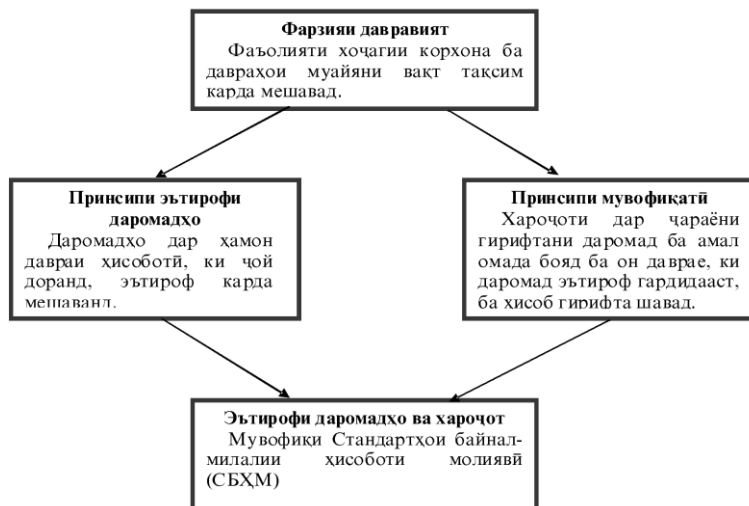 Фарзияи давравият
Фаъолияти хоҷагии корхона ба
давраҳои муайяни вақт тақсим
карда мешавад.
Принсипи эътирофи
даромадҳо
Даромадҳо дар ҳамон
давраи ҳисоботӣ, ки ҷой
доранд, эътироф карда
мешаванд.
Принсипи мувофиқатӣ
Хароҷоти дар ҷараёни
гирифтани даромад ба амал
омада бояд ба он даврае, ки
даромад эътироф гардидааст,
ба ҳисоб гирифта шавад.
Эътирофи даромадҳо ва хароҷот
Мувофиқи Стандартҳои байнал-
милалии ҳисоботи молиявӣ
(СБҲМ)